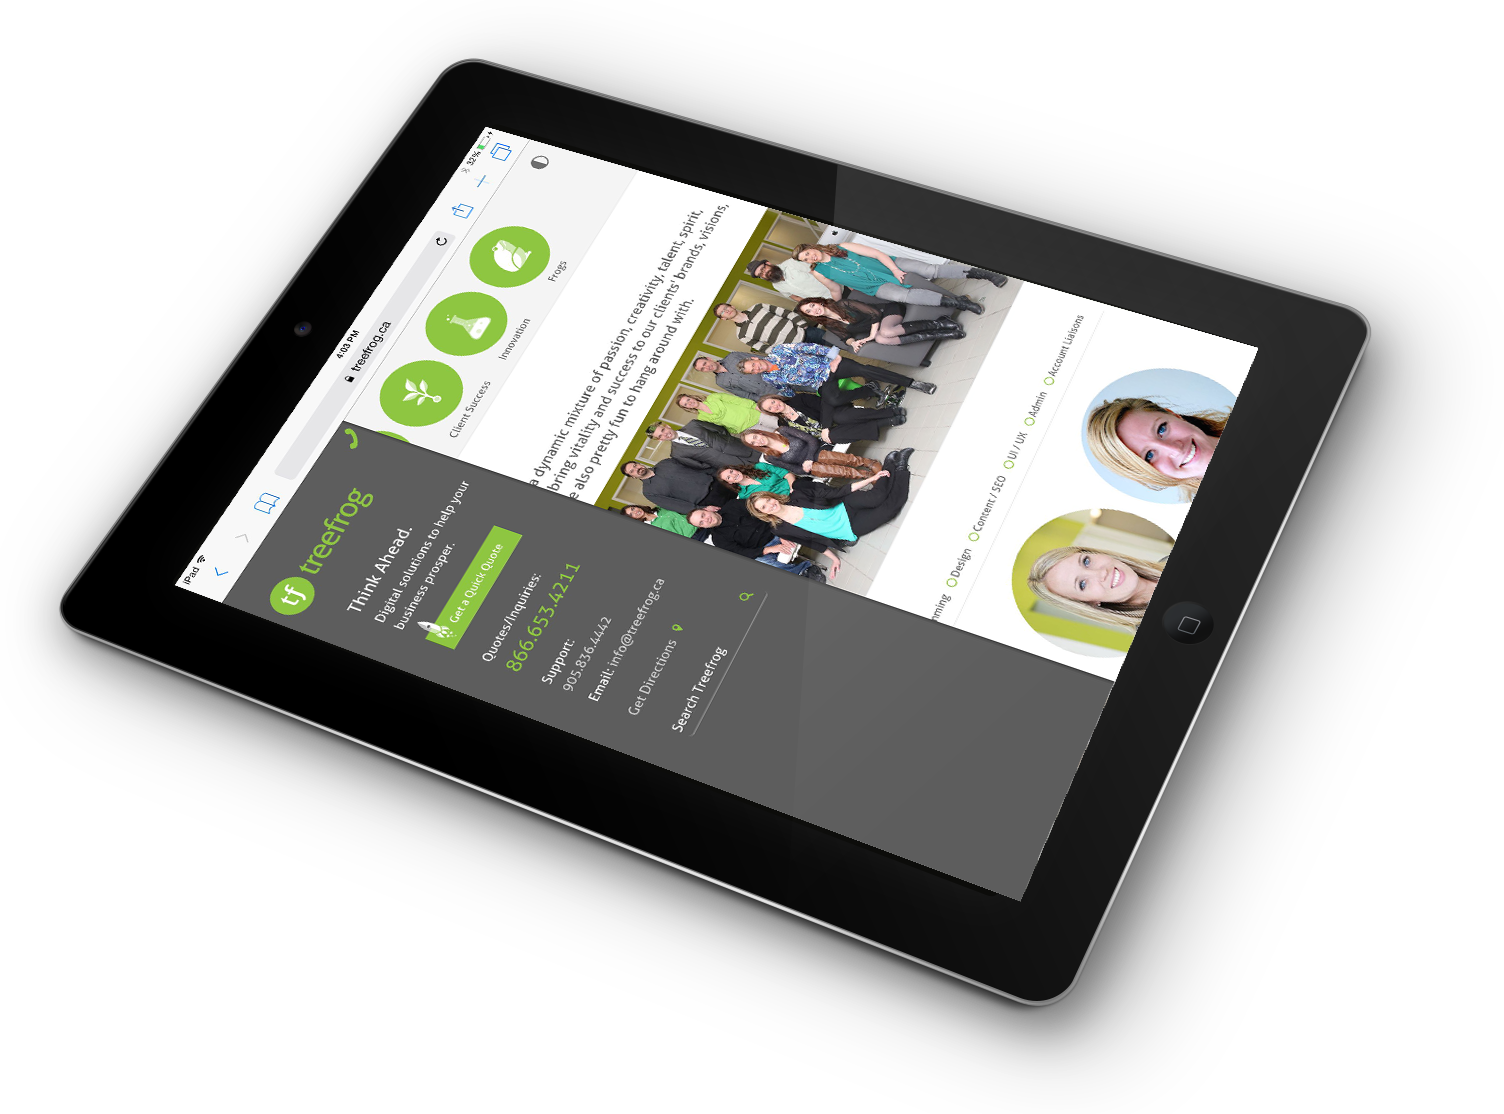 iPad
4:03 PM
32%
treefrog.ca
tf treefrog
Think Ahead.
Digital solutions to help your
business prosper.
Get a Quick Quote
Quotes/Inquiries:
866.653.4211
Support:
905.836.4442
Email: info@treefrog.ca
Get Directions
Search Treefrog
Client Success
Innovation
Frogs
a dynamic mixture of passion, creativity, talent, spirit,
bring vitality and success to our clients' brands, visions,
e also pretty fun to hang around with.
mming Design Content / SEO UI / UX Admin Account Liaisons